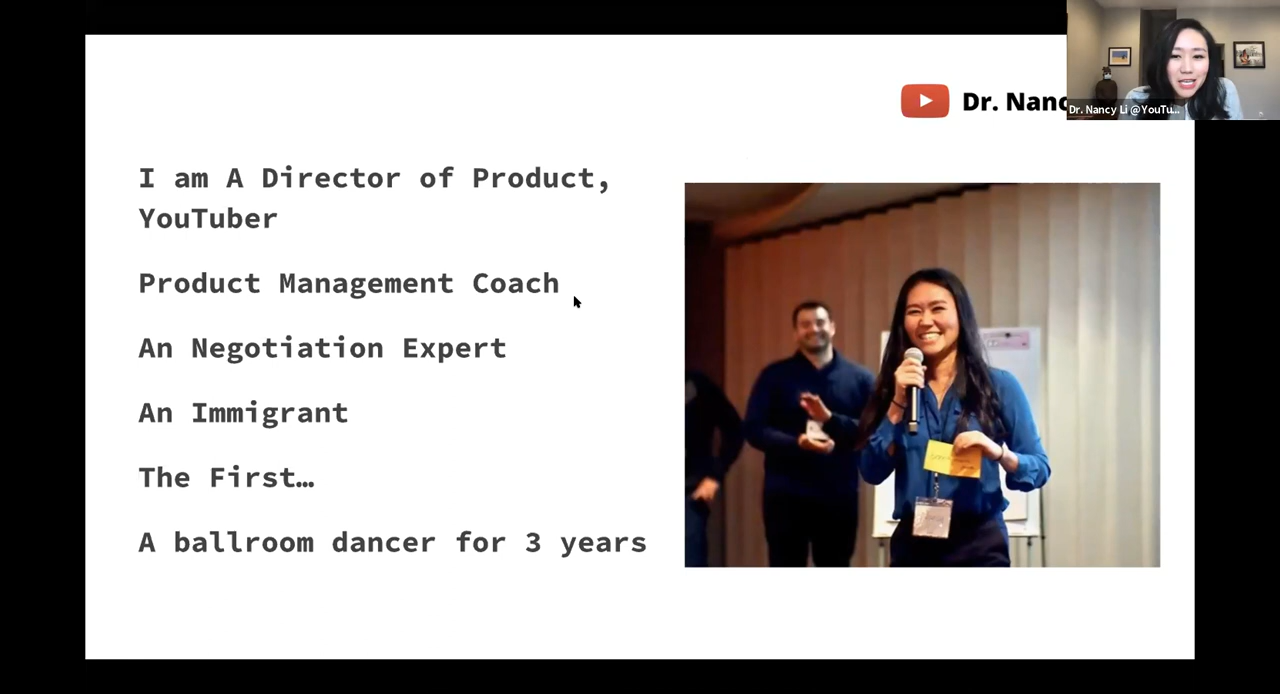 Dr. Nanc
Dr. Nancy Li @YouTu...
I am A Director of Product,
YouTuber
Product Management Coach
An Negotiation Expert
An Immigrant
The First…
A ballroom dancer for 3 years